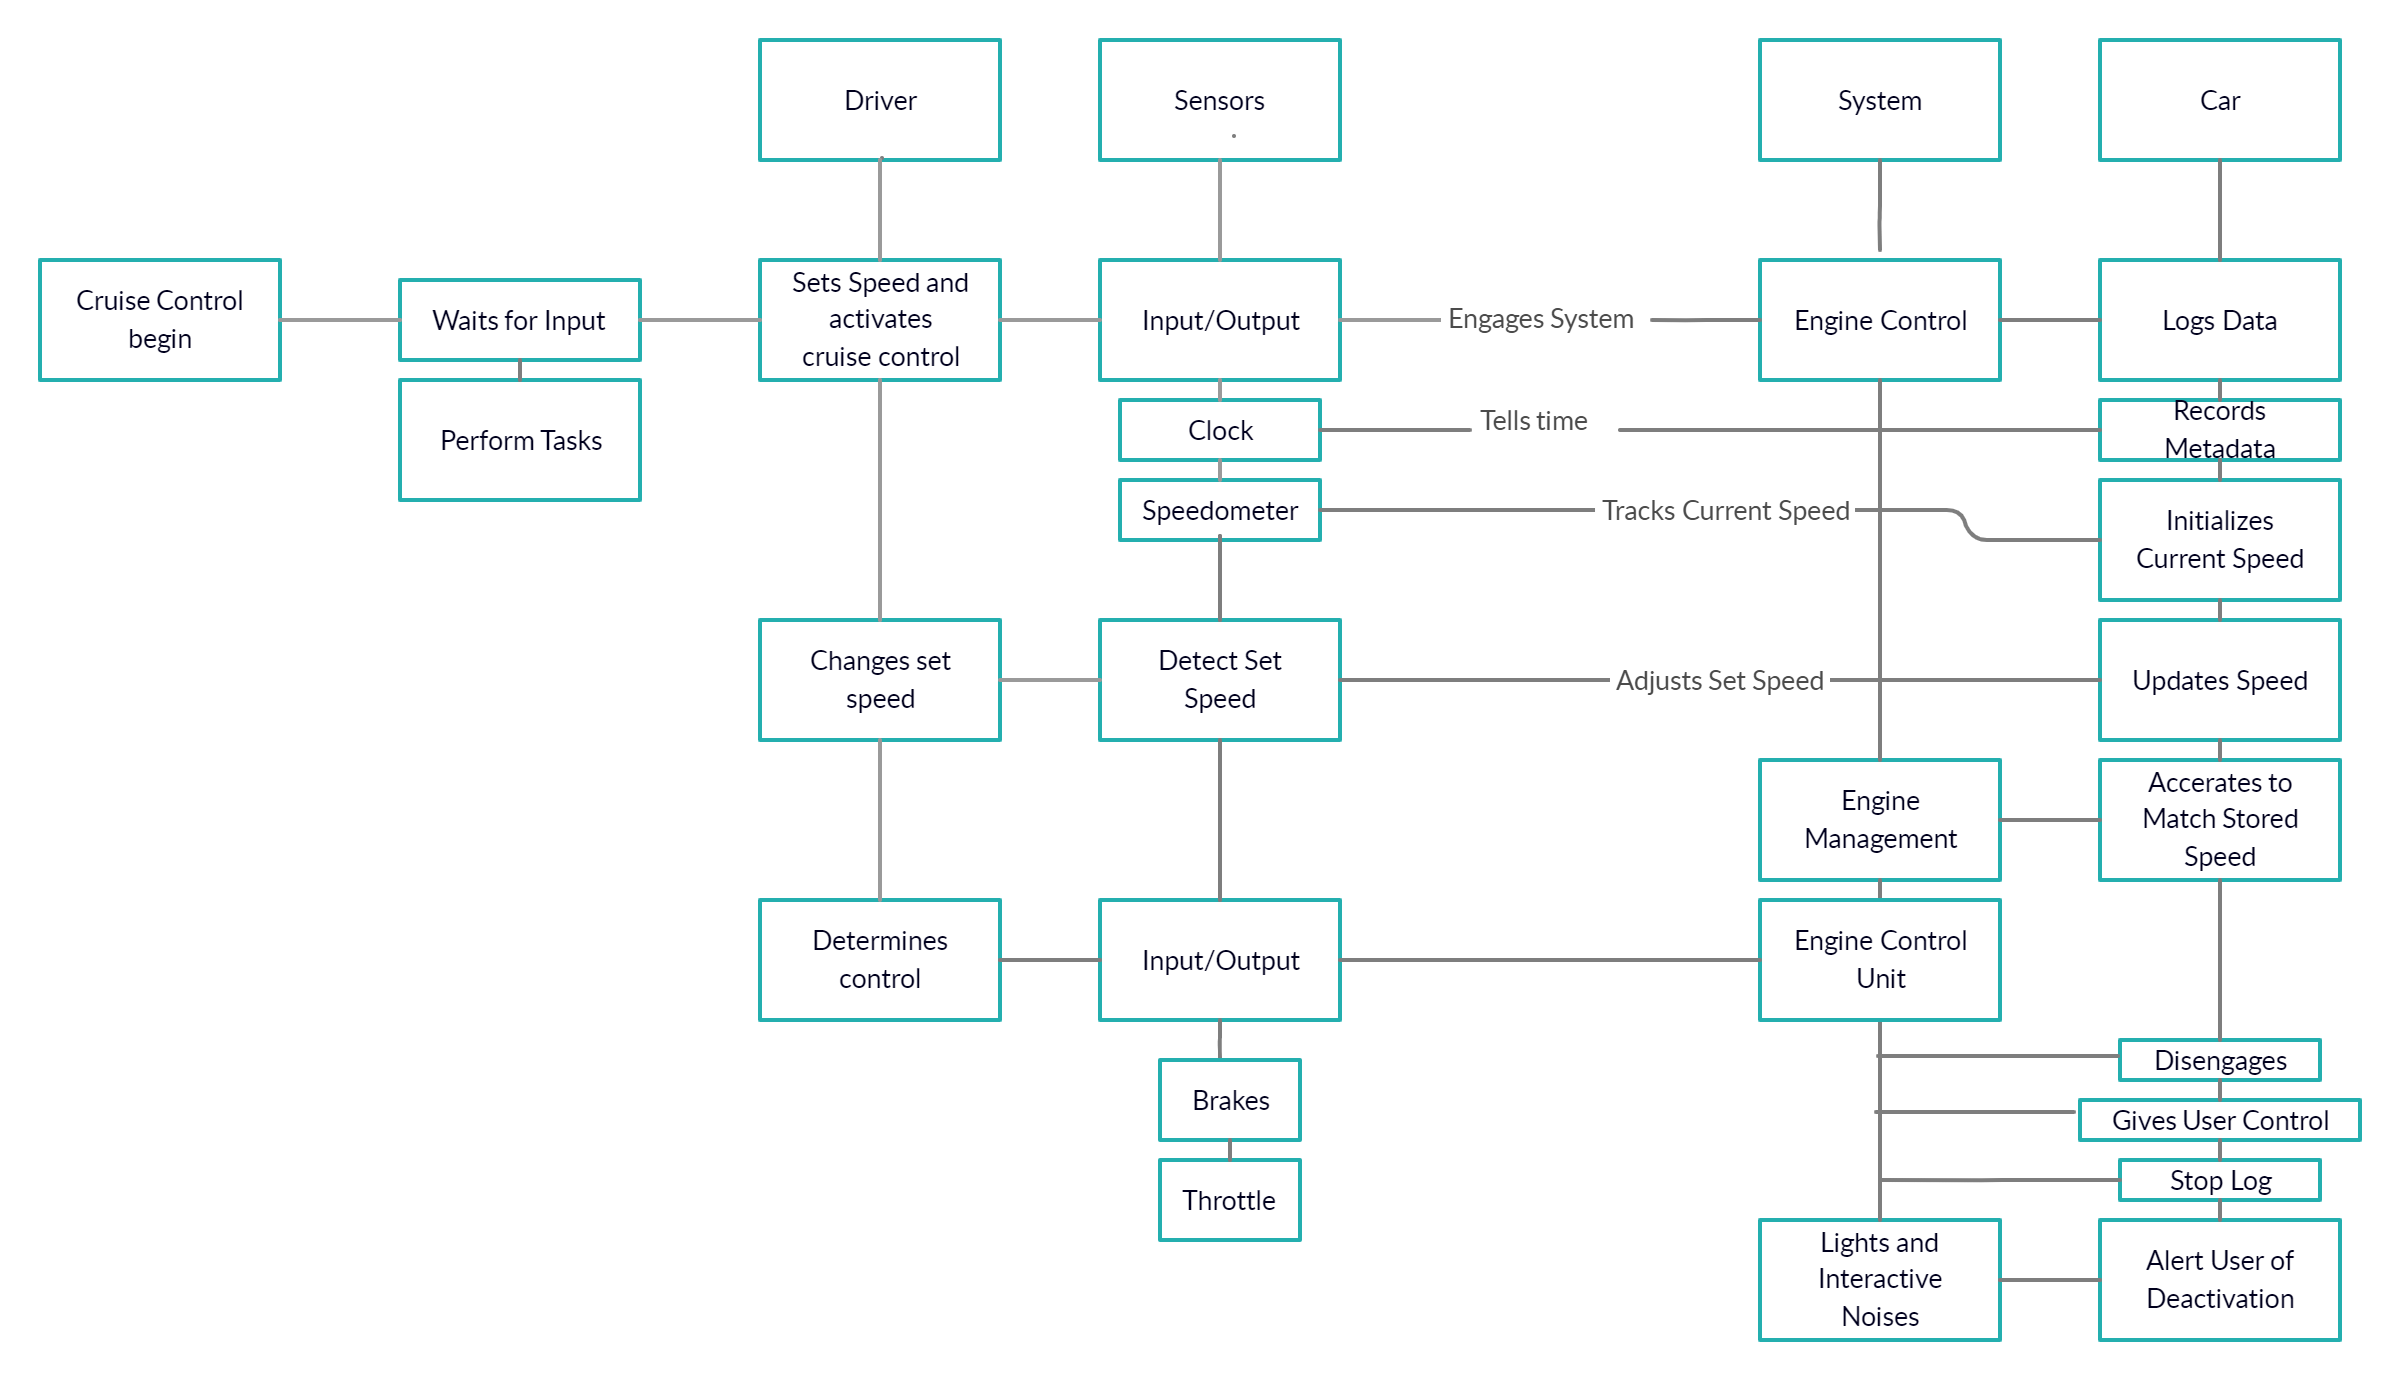 Driver
Sensors
System
Car
Cruise Control
begin
Waits for Input
Sets Speed and
activates
cruise control
Input/Output
Engages System
Engine Control
Logs Data
Perform Tasks
Clock
Tells time
Records
Metadata
Speedometer
Tracks Current Speed
Initializes
Current Speed
Changes set
speed
Detect Set
Speed
Adjusts Set Speed
Updates Speed
Engine
Management
Accerates to
Match Stored
Speed
Determines
control
Input/Output
Engine Control
Unit
Brakes
Disengages
Gives User Control
Throttle
Stop Log
Lights and
Interactive
Noises
Alert User of
Deactivation